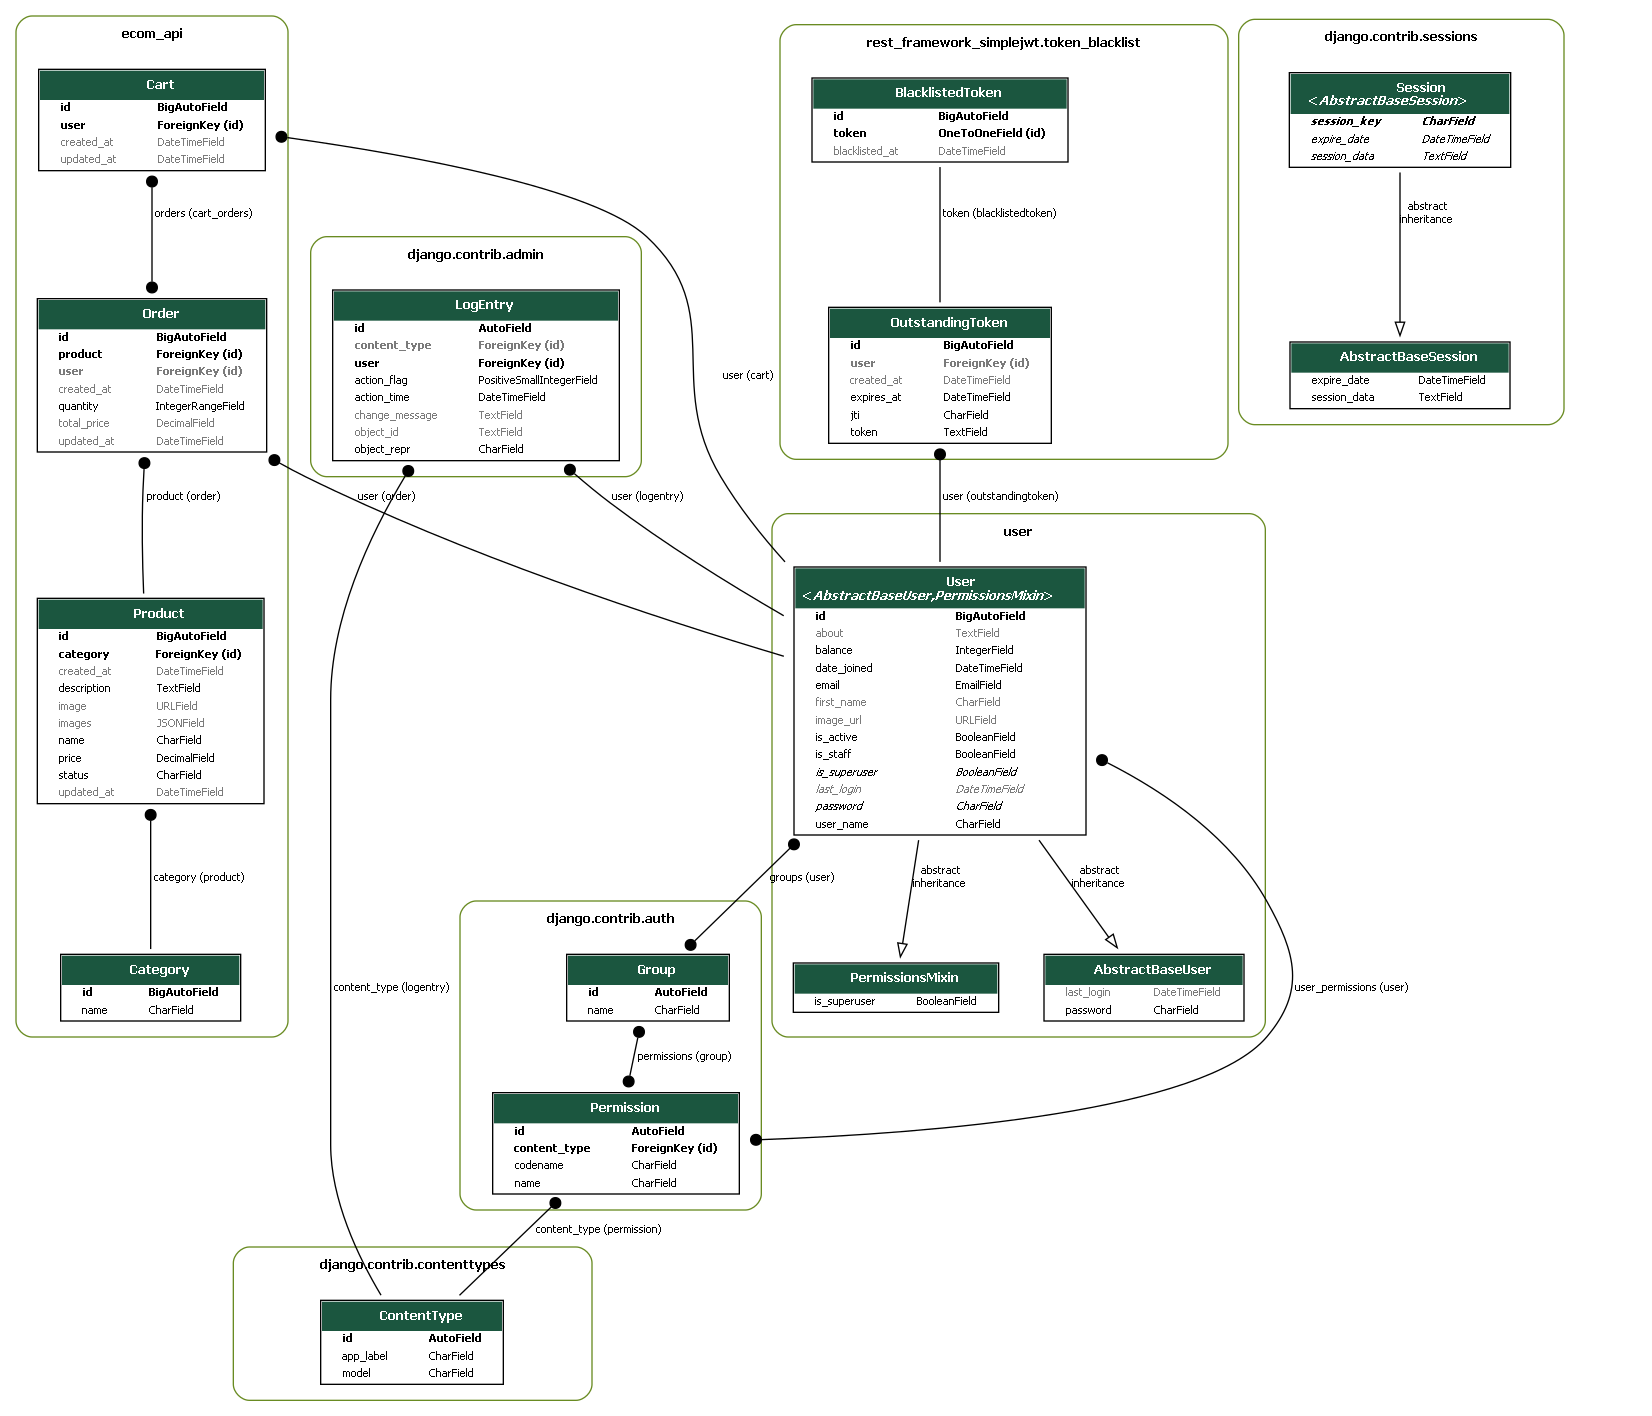 ecom_api
Cart
id BigAutoField
user ForeignKey (id)
created_at DateTimeField
updated_at DateTimeField
orders (cart_orders)
Order
id BigAutoField
product ForeignKey (id)
user ForeignKey (id)
created_at DateTimeField
quantity IntegerRangeField
total_price DecimalField
updated_at DateTimeField
product (order)
Product
id BigAutoField
category ForeignKey (id)
created_at DateTimeField
description TextField
image URLField
images JSONField
name CharField
price DecimalField
status CharField
updated_at DateTimeField
category (product)
Category
id BigAutoField
name CharField
django.contrib.admin
LogEntry
id AutoField
content_type ForeignKey (id)
user ForeignKey (id)
action_flag PositiveSmallIntegerField
action_time DateTimeField
change_message TextField
object_id TextField
object_repr CharField
user (order)
user (logentry)
user (cart)
rest_framework_simplejwt.token_blacklist
BlacklistedToken
id BigAutoField
token OneToOneField (id)
blacklisted_at DateTimeField
token (blacklistedtoken)
OutstandingToken
id BigAutoField
user ForeignKey (id)
created_at DateTimeField
expires_at DateTimeField
jti CharField
token TextField
user (outstandingtoken)
django.contrib.sessions
Session
<AbstractBaseSession>
session_key CharField
expire_date DateTimeField
session_data TextField
abstract
inheritance
AbstractBaseSession
expire_date DateTimeField
session_data TextField
user
User
<AbstractBaseUser,PermissionsMixin>
id BigAutoField
about TextField
balance IntegerField
date_joined DateTimeField
email EmailField
first_name CharField
image_url URLField
is_active BooleanField
is_staff BooleanField
is_superuser BooleanField
last_login DateTimeField
password CharField
user_name CharField
groups (user)
abstract
inheritance
abstract
inheritance
PermissionsMixin
is_superuser BooleanField
AbstractBaseUser
last_login DateTimeField
password CharField
user_permissions (user)
content_type (logentry)
django.contrib.auth
Group
id AutoField
name CharField
permissions (group)
Permission
id AutoField
content_type ForeignKey (id)
codename CharField
name CharField
content_type (permission)
django.contrib.contenttypes
ContentType
id AutoField
app_label CharField
model CharField